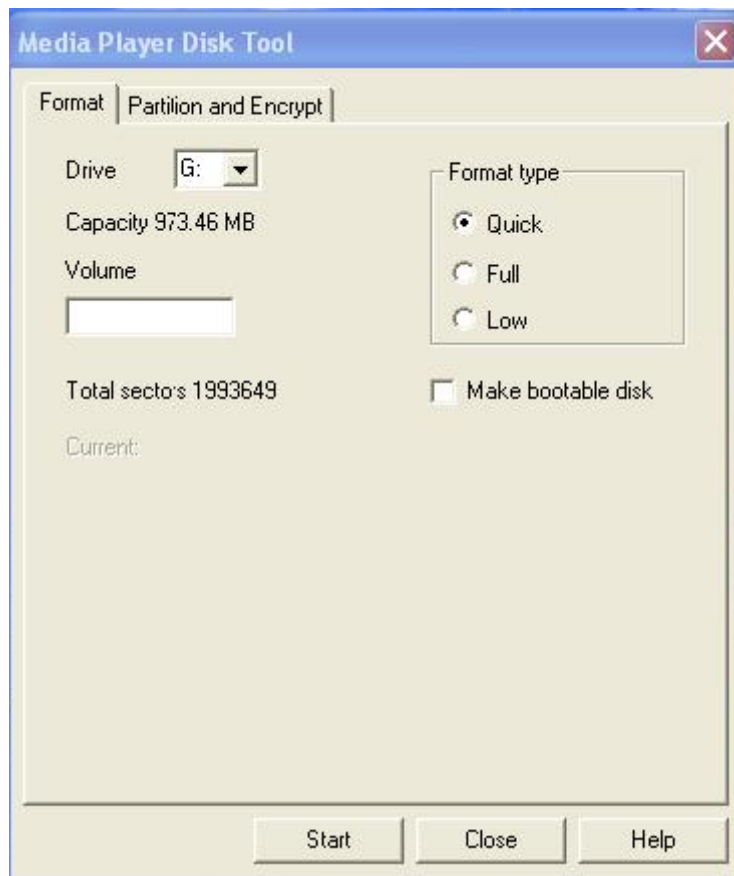 Media Player Disk Tool
Format
Partilion and Encrypt
Drive G:
Capacity 973.46 MB
Volume
Total secto's 1993649
Current:
Format type
Quick
Full
Low
Make bootable disk
Start
Close
Help